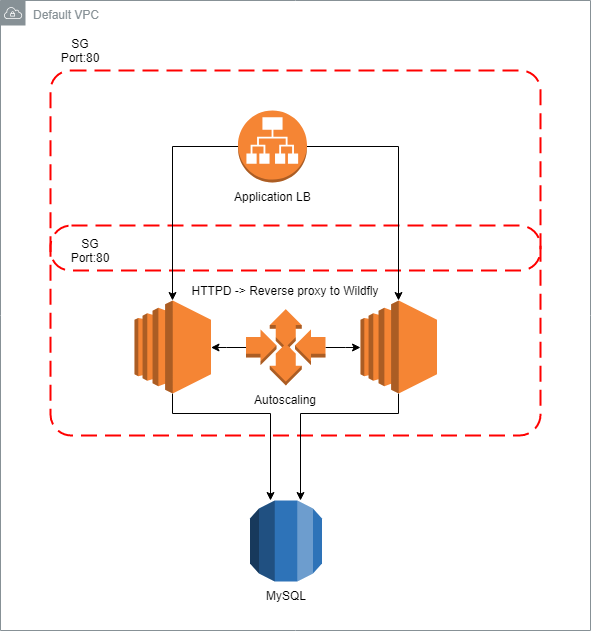 Default VPC
SG
Port:80
Application LB
SG
Port:80
HTTPD -> Reverse proxy to Wildfly
Autoscaling
MySQL